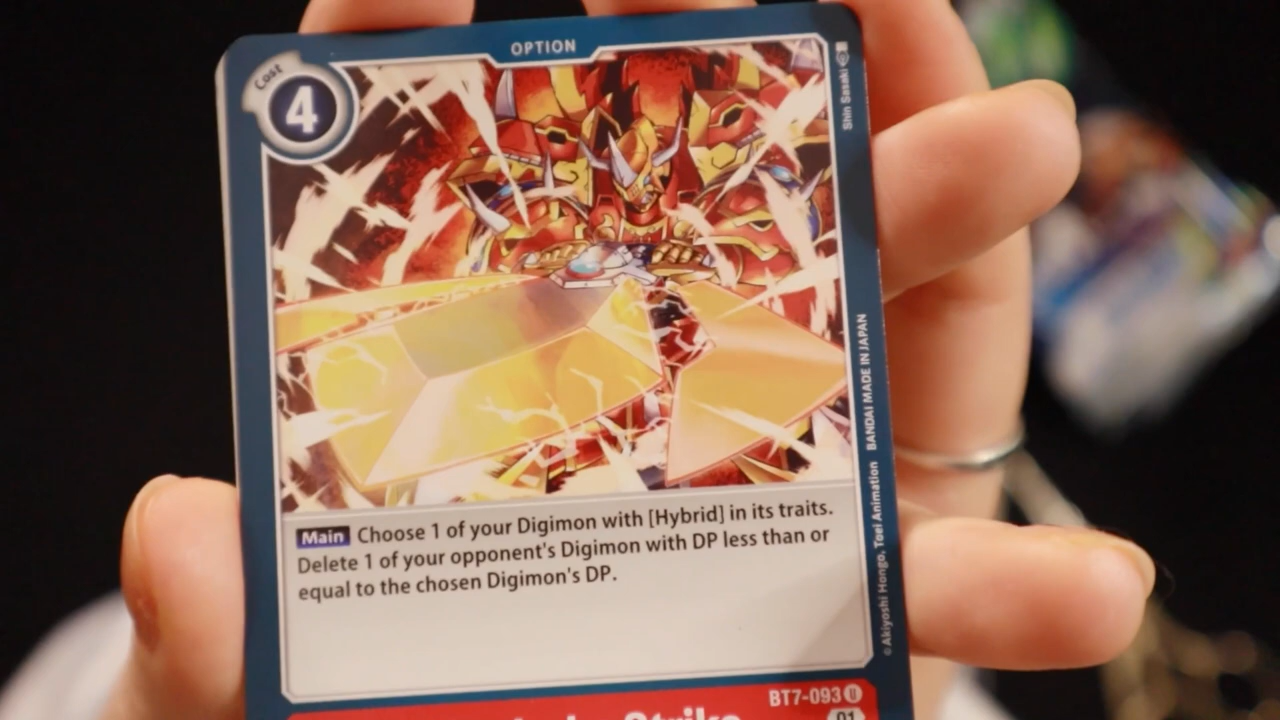 OPTION
Cost
4
Shin Sasaki
Main Choose 1 of your Digimon with [Hybrid] in its traits.
Delete 1 of your opponent's Digimon with DP less than or
equal to the chosen Digimon's DP.
©Akiyoshi Hongo, Toei Animation BANDAI MADE IN JAPAN
BT7-093 U
01
Strike